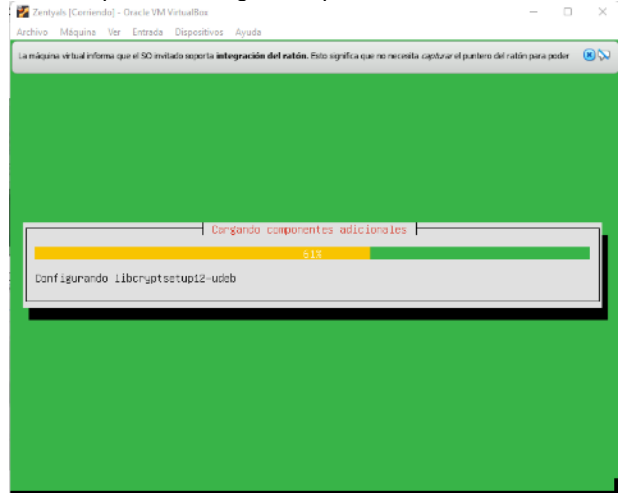 Zentyals [Corriendo] - Oracle VM VirtualBox
Archivo Máquina Ver Entrada Dispositivos Ayuda
La máquina virtual informa que el SO invitado soporta integración del ratón. Esto significa que no necesita capturar el puntero del ratón para poder
Cargando componentes adicionales
61%
Configurando libcryptsetup12-udeb